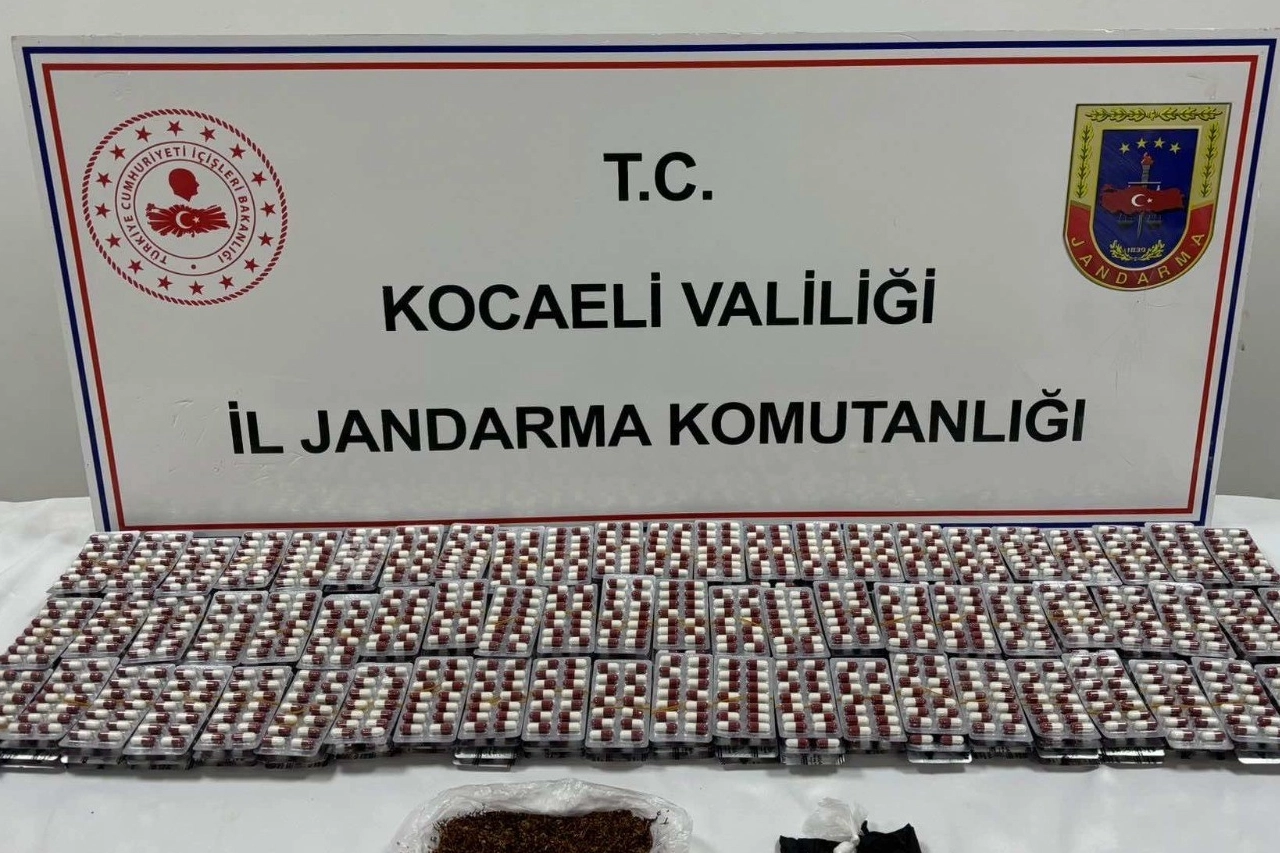 TÜRKİYE CUMHURİYETİ İÇİŞLERİ BAKANLIĞI
T.C.
KOCAELİ VALİLİĞİ
İL JANDARMA KOMUTANLIĞI
1839
JANDARMA